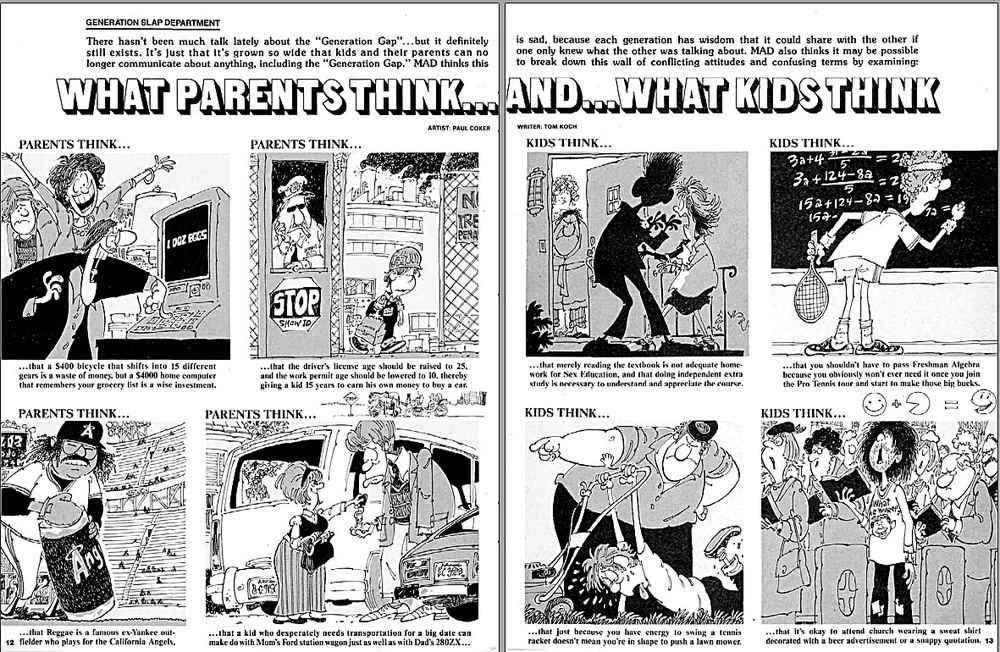 GENERATION SLAP DEPARTMENT
There hasn't been much talk lately about the "Generation Gap"...but it definitely
still exists. It's just that it's grown so wide that kids and their parents can no
longer communicate about anything, including the "Generation Gap." MAD thinks this
is sad, because each generation has wisdom that it could share with the other if
one only knew what the other was talking about. MAD also thinks it may be possible
to break down this wall of conflicting attitudes and confusing terms by examining:
WHAT PARENTS THINK... AND...WHAT KIDS THINK
ARTIST: PAUL COKER
WRITER: TOM KOCH
PARENTS THINK...
1 DOZ EGGS
...that a $400 bicycle that shifts into 15 different
gears is a waste of money, but a $4000 home computer
that remembers your grocery list is a wise investment.
PARENTS THINK...
STOP
SHOW ID
NO
...that the driver's license age should be raised to 25,
and the work permit age should be lowered to 10, thereby
giving a kid 15 years to earn his own money to buy a car.
KIDS THINK...
...that merely reading the textbook is not adequate home-
work for Sex Education, and that doing independent extra
study is necessary to understand and appreciate the course.
KIDS THINK...
...that you shouldn't have to pass Freshman Algebra
because you obviously won't ever need it once you join
the Pro Tennis tour and start to make those big bucks.
PARENTS THINK...
A
...that Reggae is a famous ex-Yankee out-
fielder who plays for the California Angels.
12
PARENTS THINK...
...that a kid who desperately needs transportation for a big date can
make do with Mom's Ford station wagon just as well as with Dad's 280ZX...
KIDS THINK...
...that just because you have energy to swing a tennis
racket doesn't mean you're in shape to push a lawn mower.
KIDS THINK...
...that it's okay to attend church wearing a sweat shirt
decorated with a beer advertisement or a snappy quotation.
13